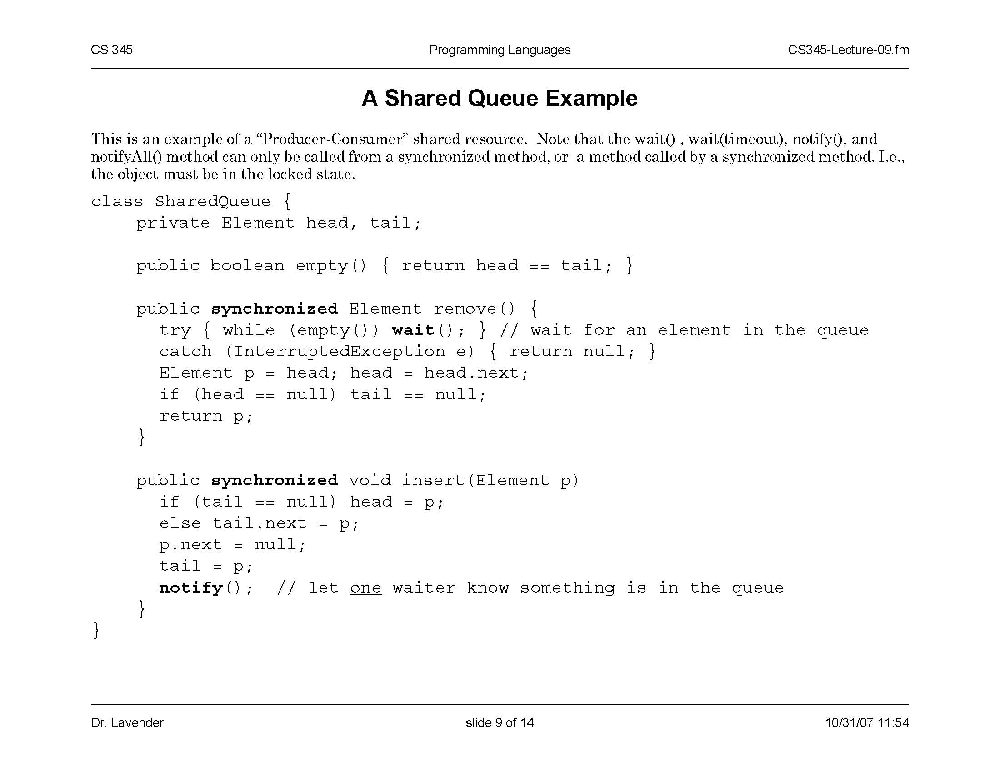 CS 345 Programming Languages CS345-Lecture-09.fm
A Shared Queue Example
This is an example of a “Producer-Consumer” shared resource.  Note that the wait() , wait(timeout), notify(), and
notifyAll() method can only be called from a synchronized method, or  a method called by a synchronized method. I.e.,
the object must be in the locked state.
class SharedQueue {
private Element head, tail;
public boolean empty() { return head == tail; }
public synchronized Element remove() {
try { while (empty()) wait(); } // wait for an element in the queue
catch (InterruptedException e) { return null; }
Element p = head; head = head.next;
if (head == null) tail == null;
return p;
}
public synchronized void insert(Element p)
if (tail == null) head = p;
else tail.next = p;
p.next = null;
tail = p;
notify();  // let one waiter know something is in the queue
}
}
Dr. Lavender slide 9 of 14 10/31/07 11:54